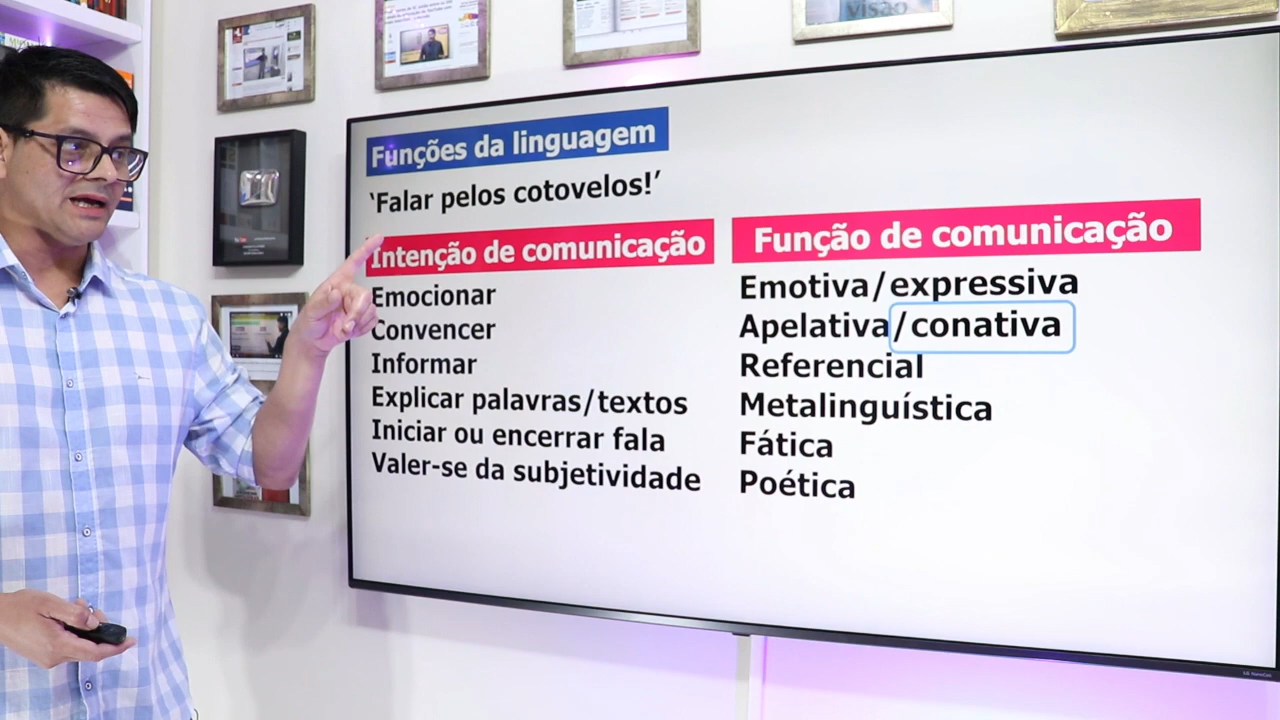 visão
Funções da linguagem
‘Falar pelos cotovelos!’
Intenção de comunicação
Função de comunicação
Emocionar
Emotiva/expressiva
Convencer
Apelativa/conativa
Informar
Referencial
Explicar palavras/textos
Metalinguística
Iniciar ou encerrar fala
Fática
Valer-se da subjetividade
Poética